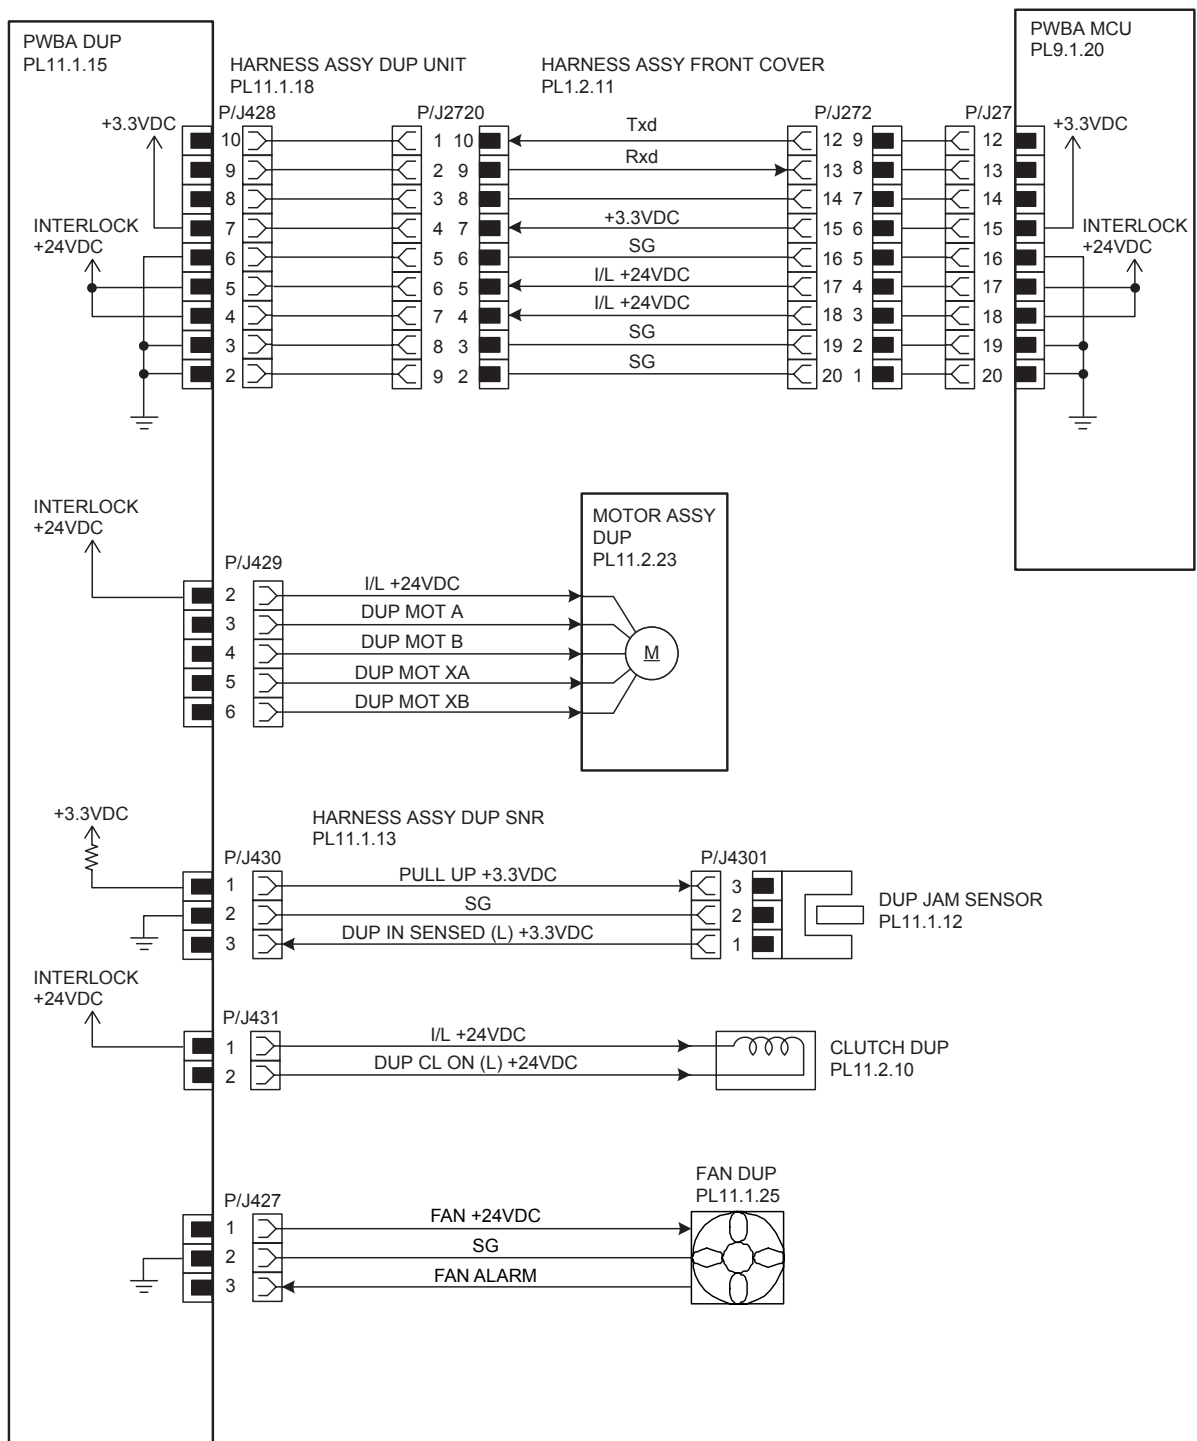 PWBA DUP
PL11.1.15
PWBA MCU
PL9.1.20
HARNESS ASSY DUP UNIT
PL11.1.18
HARNESS ASSY FRONT COVER
PL1.2.11
P/J428
P/J2720
P/J272
P/J27
+3.3VDC
+3.3VDC
10 1 10 Txd 12 9 12
9 2 9 Rxd 13 8 13
8 3 8 14 7 14
7 4 7 +3.3VDC 15 6 15
6 5 6 SG 16 5 16
5 6 5 I/L +24VDC 17 4 17
4 7 4 I/L +24VDC 18 3 18
3 8 3 SG 19 2 19
2 9 2 SG 20 1 20
INTERLOCK
+24VDC
INTERLOCK
+24VDC
INTERLOCK
+24VDC
P/J429
MOTOR ASSY
DUP
PL11.2.23
2 I/L +24VDC
3 DUP MOT A
4 DUP MOT B
5 DUP MOT XA
6 DUP MOT XB
M
+3.3VDC
HARNESS ASSY DUP SNR
PL11.1.13
P/J430
P/J4301
1 PULL UP +3.3VDC 3
2 SG 2
3 DUP IN SENSED (L) +3.3VDC 1
DUP JAM SENSOR
PL11.1.12
INTERLOCK
+24VDC
P/J431
1 I/L +24VDC
2 DUP CL ON (L) +24VDC
CLUTCH DUP
PL11.2.10
FAN DUP
PL11.1.25
P/J427
1 FAN +24VDC
2 SG
3 FAN ALARM